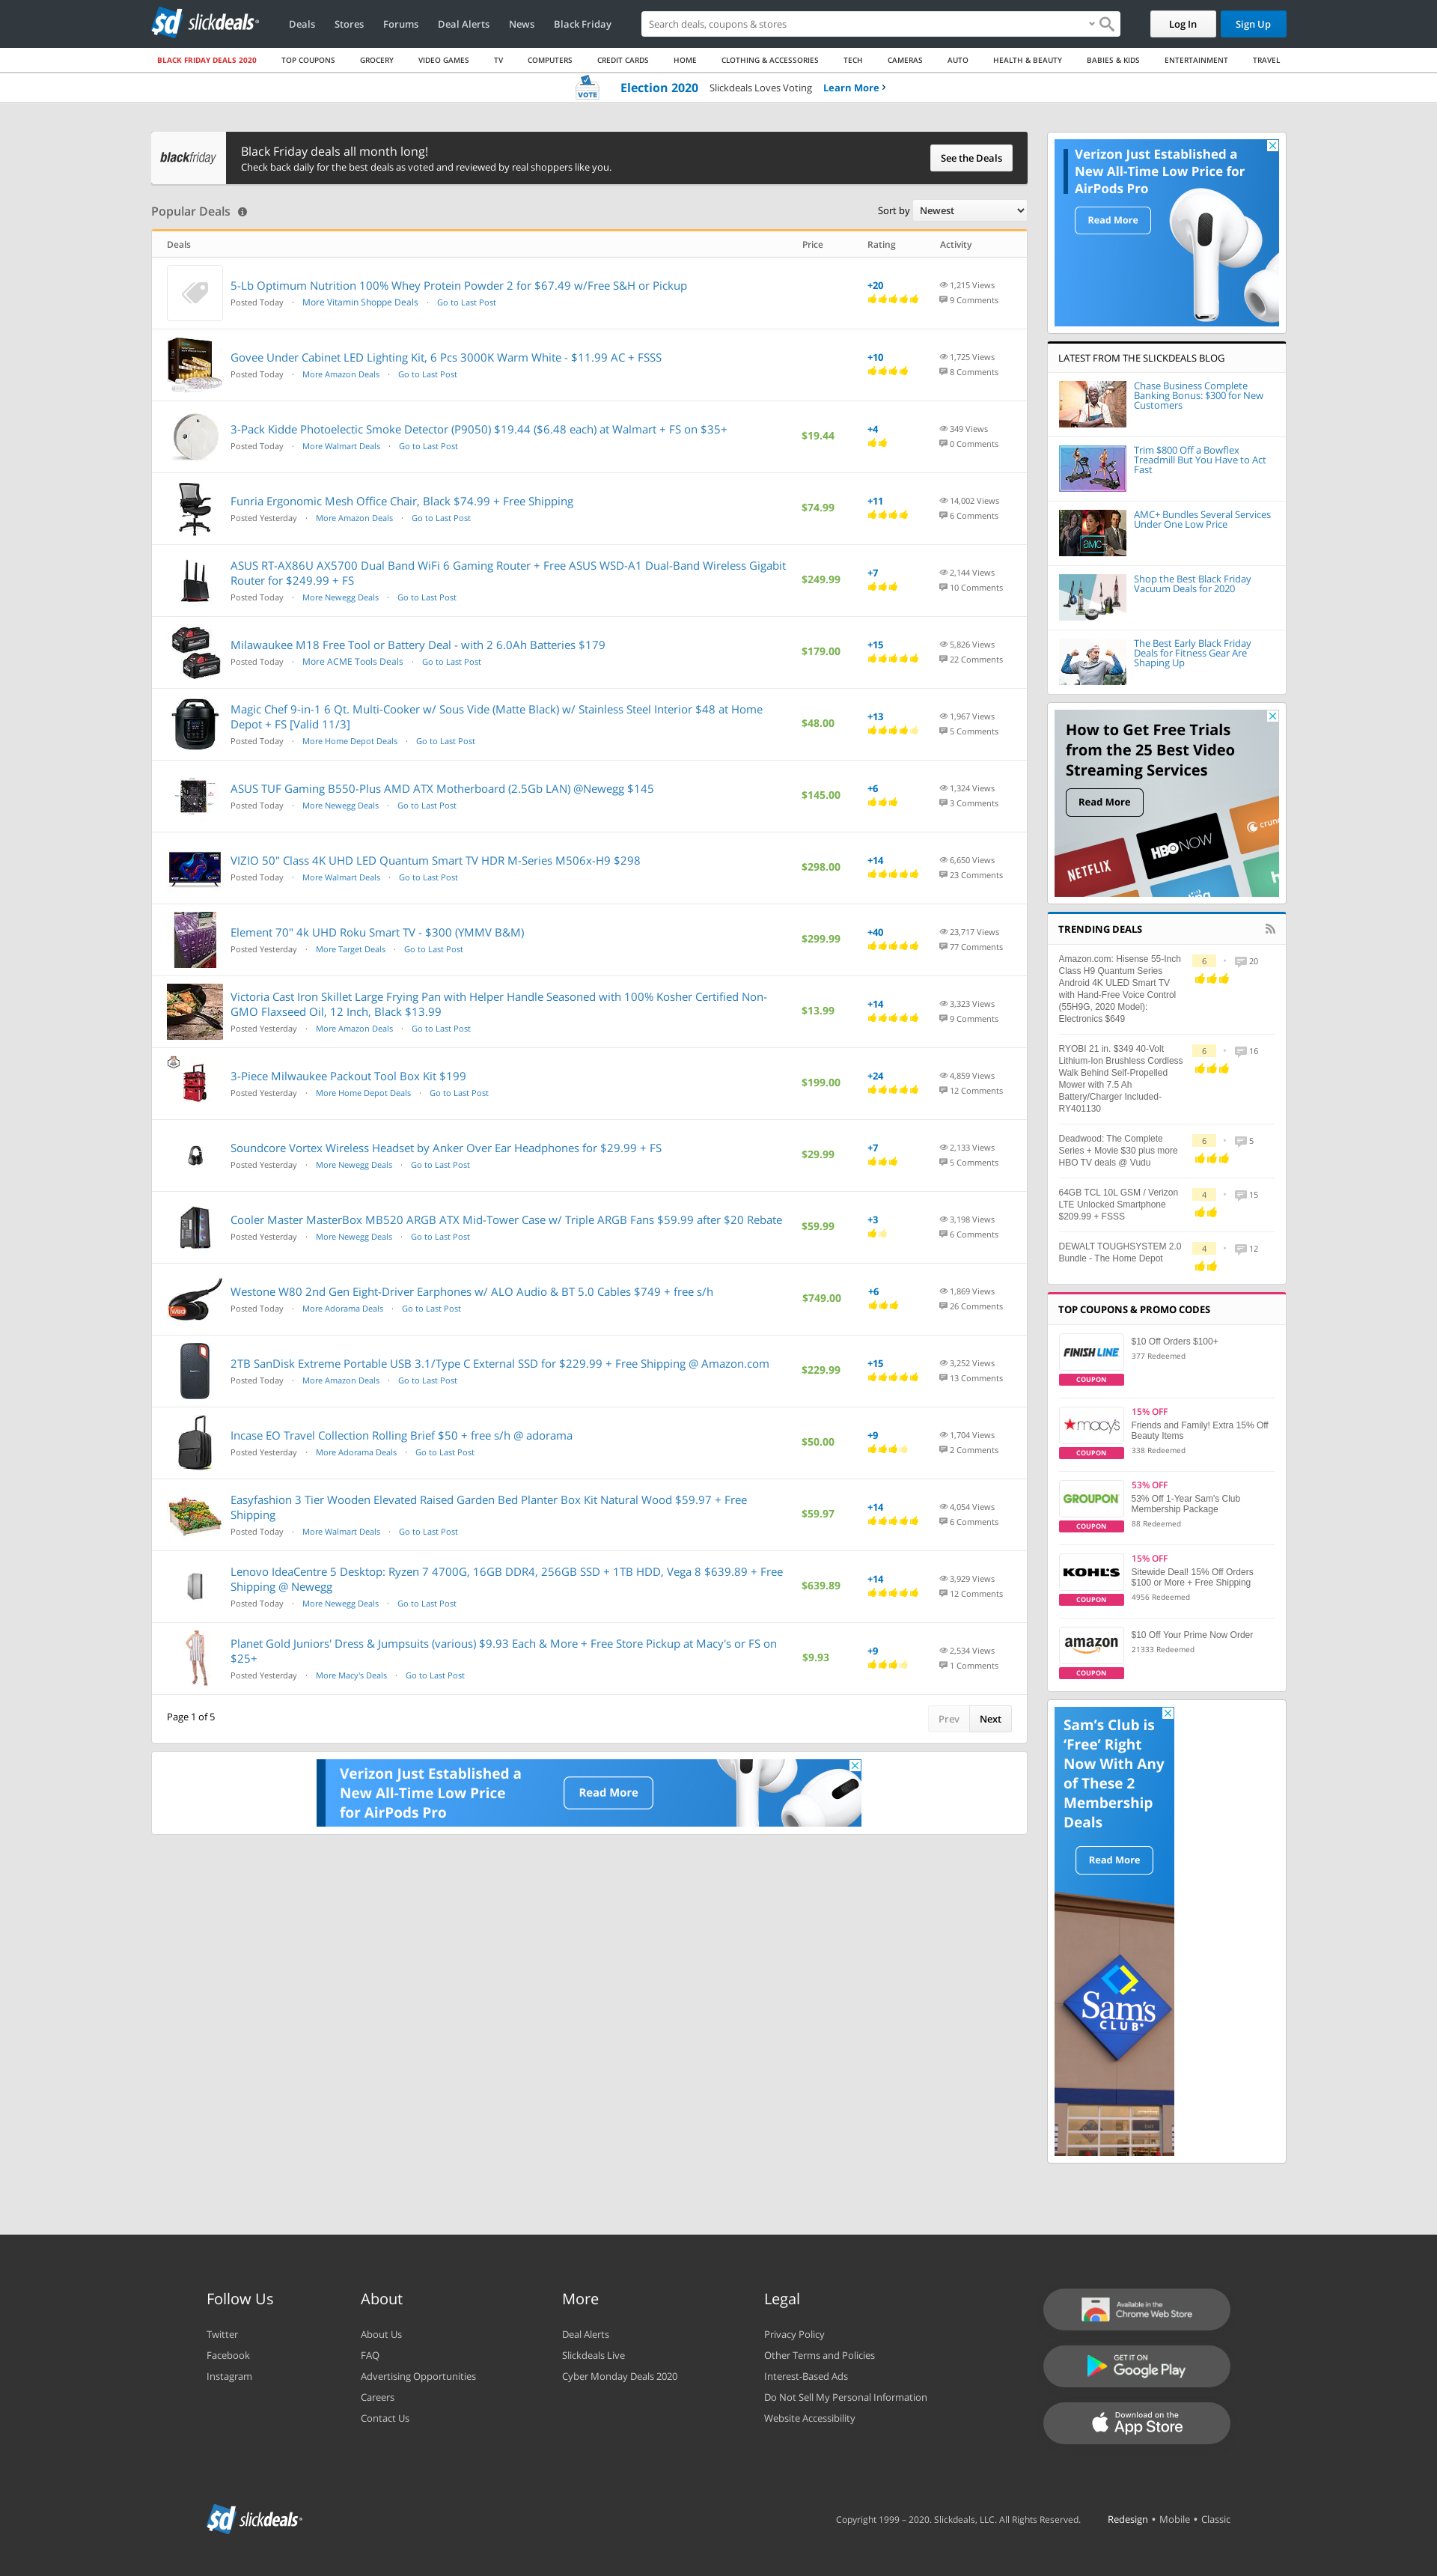 sd slickdeals
Deals Stores Forums Deal Alerts News Black Friday
Search deals, coupons & stores
Log In
Sign Up
BLACK FRIDAY DEALS 2020 TOP COUPONS GROCERY VIDEO GAMES TV COMPUTERS CREDIT CARDS HOME CLOTHING & ACCESSORIES TECH CAMERAS AUTO HEALTH & BEAUTY BABIES & KIDS ENTERTAINMENT TRAVEL
VOTE
Election 2020 Slickdeals Loves Voting Learn More
blackfriday
Black Friday deals all month long!
Check back daily for the best deals as voted and reviewed by real shoppers like you.
See the Deals
Popular Deals
Sort by Newest
Deals Price Rating Activity
5-Lb Optimum Nutrition 100% Whey Protein Powder 2 for $67.49 w/Free S&H or Pickup
Posted Today · More Vitamin Shoppe Deals · Go to Last Post
+20
1,215 Views
9 Comments
Govee Under Cabinet LED Lighting Kit, 6 Pcs 3000K Warm White - $11.99 AC + FSSS
Posted Today · More Amazon Deals · Go to Last Post
+10
1,725 Views
8 Comments
3-Pack Kidde Photoelectic Smoke Detector (P9050) $19.44 ($6.48 each) at Walmart + FS on $35+
Posted Today · More Walmart Deals · Go to Last Post
$19.44
+4
349 Views
0 Comments
Funria Ergonomic Mesh Office Chair, Black $74.99 + Free Shipping
Posted Yesterday · More Amazon Deals · Go to Last Post
$74.99
+11
14,002 Views
6 Comments
ASUS RT-AX86U AX5700 Dual Band WiFi 6 Gaming Router + Free ASUS WSD-A1 Dual-Band Wireless Gigabit
Router for $249.99 + FS
Posted Today · More Newegg Deals · Go to Last Post
$249.99
+7
2,144 Views
10 Comments
Milawaukee M18 Free Tool or Battery Deal - with 2 6.0Ah Batteries $179
Posted Today · More ACME Tools Deals · Go to Last Post
$179.00
+15
5,826 Views
22 Comments
Magic Chef 9-in-1 6 Qt. Multi-Cooker w/ Sous Vide (Matte Black) w/ Stainless Steel Interior $48 at Home
Depot + FS [Valid 11/3]
Posted Today · More Home Depot Deals · Go to Last Post
$48.00
+13
1,967 Views
5 Comments
ASUS TUF Gaming B550-Plus AMD ATX Motherboard (2.5Gb LAN) @Newegg $145
Posted Today · More Newegg Deals · Go to Last Post
$145.00
+6
1,324 Views
3 Comments
VIZIO 50" Class 4K UHD LED Quantum Smart TV HDR M-Series M506x-H9 $298
Posted Today · More Walmart Deals · Go to Last Post
$298.00
+14
6,650 Views
23 Comments
Element 70" 4k UHD Roku Smart TV - $300 (YMMV B&M)
Posted Yesterday · More Target Deals · Go to Last Post
$299.99
+40
23,717 Views
77 Comments
Victoria Cast Iron Skillet Large Frying Pan with Helper Handle Seasoned with 100% Kosher Certified Non-
GMO Flaxseed Oil, 12 Inch, Black $13.99
Posted Yesterday · More Amazon Deals · Go to Last Post
$13.99
+14
3,323 Views
9 Comments
3-Piece Milwaukee Packout Tool Box Kit $199
Posted Yesterday · More Home Depot Deals · Go to Last Post
$199.00
+24
4,859 Views
12 Comments
Soundcore Vortex Wireless Headset by Anker Over Ear Headphones for $29.99 + FS
Posted Yesterday · More Newegg Deals · Go to Last Post
$29.99
+7
2,133 Views
5 Comments
Cooler Master MasterBox MB520 ARGB ATX Mid-Tower Case w/ Triple ARGB Fans $59.99 after $20 Rebate
Posted Yesterday · More Newegg Deals · Go to Last Post
$59.99
+3
3,198 Views
6 Comments
W80
Westone W80 2nd Gen Eight-Driver Earphones w/ ALO Audio & BT 5.0 Cables $749 + free s/h
Posted Today · More Adorama Deals · Go to Last Post
$749.00
+6
1,869 Views
26 Comments
2TB SanDisk Extreme Portable USB 3.1/Type C External SSD for $229.99 + Free Shipping @ Amazon.com
Posted Today · More Amazon Deals · Go to Last Post
$229.99
+15
3,252 Views
13 Comments
Incase EO Travel Collection Rolling Brief $50 + free s/h @ adorama
Posted Yesterday · More Adorama Deals · Go to Last Post
$50.00
+9
1,704 Views
2 Comments
Easyfashion 3 Tier Wooden Elevated Raised Garden Bed Planter Box Kit Natural Wood $59.97 + Free
Shipping
Posted Today · More Walmart Deals · Go to Last Post
$59.97
+14
4,054 Views
6 Comments
Lenovo IdeaCentre 5 Desktop: Ryzen 7 4700G, 16GB DDR4, 256GB SSD + 1TB HDD, Vega 8 $639.89 + Free
Shipping @ Newegg
Posted Today · More Newegg Deals · Go to Last Post
$639.89
+14
3,929 Views
12 Comments
Planet Gold Juniors' Dress & Jumpsuits (various) $9.93 Each & More + Free Store Pickup at Macy's or FS on
$25+
Posted Yesterday · More Macy's Deals · Go to Last Post
$9.93
+9
2,534 Views
1 Comments
Page 1 of 5
Prev Next
Verizon Just Established a
New All-Time Low Price
for AirPods Pro
Read More
Verizon Just Established a
New All-Time Low Price for
AirPods Pro
Read More
LATEST FROM THE SLICKDEALS BLOG
Chase Business Complete
Banking Bonus: $300 for New
Customers
Trim $800 Off a Bowflex
Treadmill But You Have to Act
Fast
AMC+
AMC+ Bundles Several Services
Under One Low Price
Shop the Best Black Friday
Vacuum Deals for 2020
The Best Early Black Friday
Deals for Fitness Gear Are
Shaping Up
How to Get Free Trials
from the 25 Best Video
Streaming Services
Read More
NETFLIX
HBO NOW
crunc
ling
h
TRENDING DEALS
Amazon.com: Hisense 55-Inch
Class H9 Quantum Series
Android 4K ULED Smart TV
with Hand-Free Voice Control
(55H9G, 2020 Model):
Electronics $649
6 • 20
RYOBI 21 in. $349 40-Volt
Lithium-Ion Brushless Cordless
Walk Behind Self-Propelled
Mower with 7.5 Ah
Battery/Charger Included-
RY401130
6 • 16
Deadwood: The Complete
Series + Movie $30 plus more
HBO TV deals @ Vudu
6 • 5
64GB TCL 10L GSM / Verizon
LTE Unlocked Smartphone
$209.99 + FSSS
4 • 15
DEWALT TOUGHSYSTEM 2.0
Bundle - The Home Depot
4 • 12
TOP COUPONS & PROMO CODES
FINISH LINE
COUPON
$10 Off Orders $100+
377 Redeemed
macy's
COUPON
15% OFF
Friends and Family! Extra 15% Off
Beauty Items
338 Redeemed
GROUPON
COUPON
53% OFF
53% Off 1-Year Sam's Club
Membership Package
88 Redeemed
KOHL'S
COUPON
15% OFF
Sitewide Deal! 15% Off Orders
$100 or More + Free Shipping
4956 Redeemed
amazon
COUPON
$10 Off Your Prime Now Order
21333 Redeemed
Sam's Club is
‘Free’ Right
Now With Any
of These 2
Membership
Deals
Read More
Sam's
CLUB
Follow Us
Twitter
Facebook
Instagram
About
About Us
FAQ
Advertising Opportunities
Careers
Contact Us
More
Deal Alerts
Slickdeals Live
Cyber Monday Deals 2020
Legal
Privacy Policy
Other Terms and Policies
Interest-Based Ads
Do Not Sell My Personal Information
Website Accessibility
Available in the
Chrome Web Store
GET IT ON
Google Play
Download on the
App Store
sd slickdeals
Copyright 1999 – 2020. Slickdeals, LLC. All Rights Reserved. Redesign • Mobile • Classic